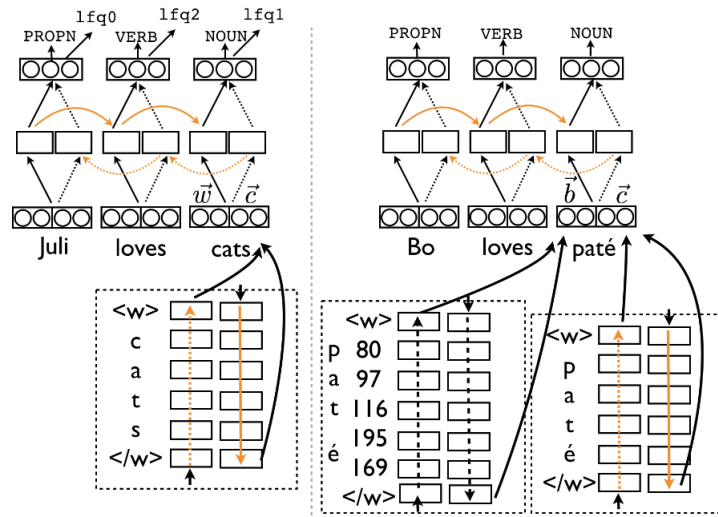 lfq0 lfq2 lfq1
PROPN VERB NOUN
w c
Juli loves cats
<w>
c
a
t
s
</w>
PROPN VERB NOUN
b c
Bo loves paté
<w>
p 80
a 97
t 116
é 195
169
</w>
<w>
p
a
t
é
</w>